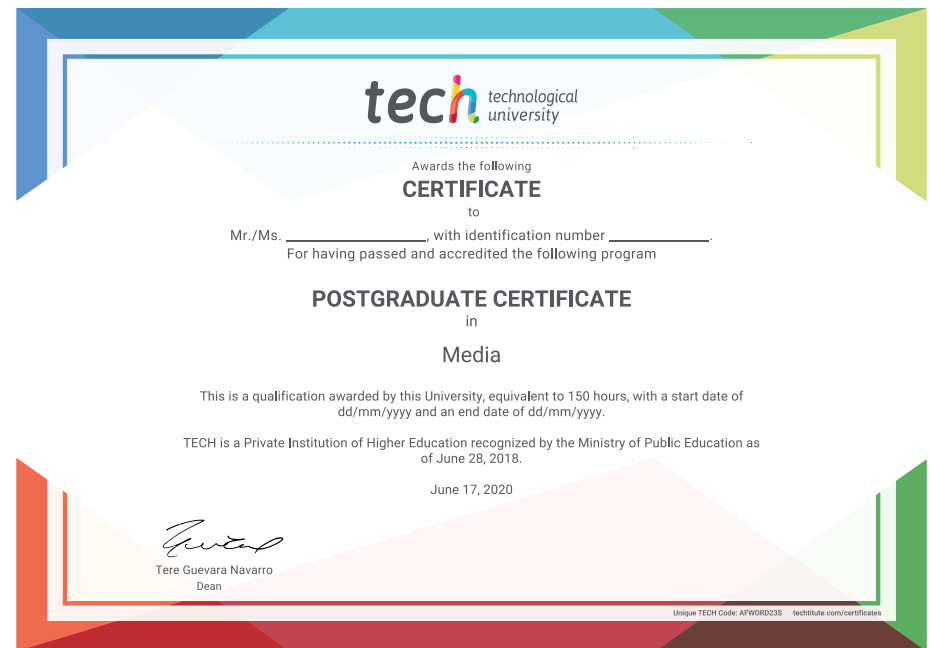 tech technological
university
Awards the following
CERTIFICATE
to
Mr./Ms. ____________________, with identification number ______________.
For having passed and accredited the following program
POSTGRADUATE CERTIFICATE
in
Media
This is a qualification awarded by this University, equivalent to 150 hours, with a start date of
dd/mm/yyyy and an end date of dd/mm/yyyy.
TECH is a Private Institution of Higher Education recognized by the Ministry of Public Education as
of June 28, 2018.
June 17, 2020
Tere Guevara Navarro
Dean
Unique TECH Code: AFWORD23S techtitute.com/certificates